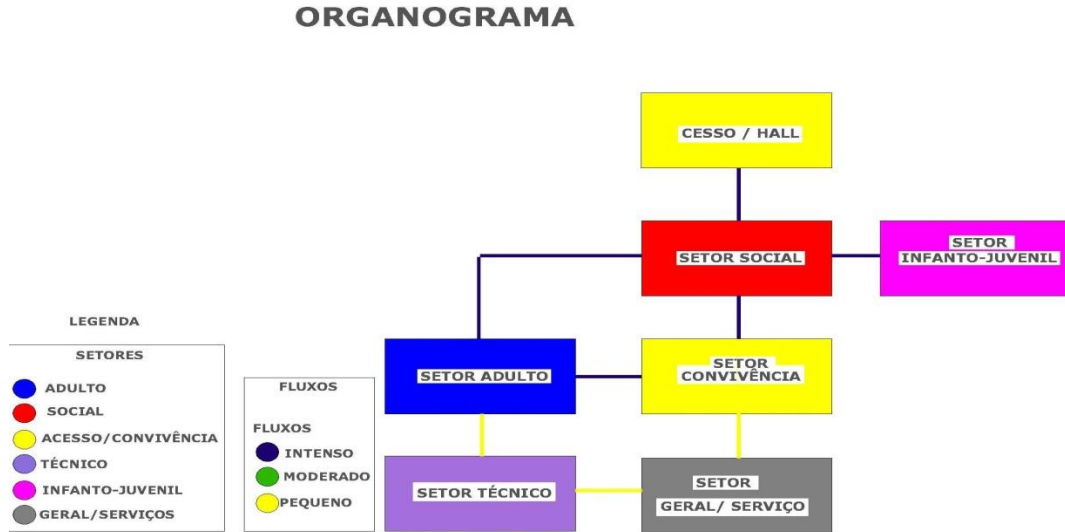 ORGANOGRAMA
CESSO / HALL
SETOR SOCIAL
SETOR
INFANTO-JUVENIL
SETOR ADULTO
SETOR
CONVIVÊNCIA
SETOR TÉCNICO
SETOR
GERAL/ SERVIÇO
LEGENDA
SETORES
ADULTO
SOCIAL
ACESSO/CONVIVÊNCIA
TÉCNICO
INFANTO-JUVENIL
GERAL/SERVIÇOS
FLUXOS
FLUXOS
INTENSO
MODERADO
PEQUENO